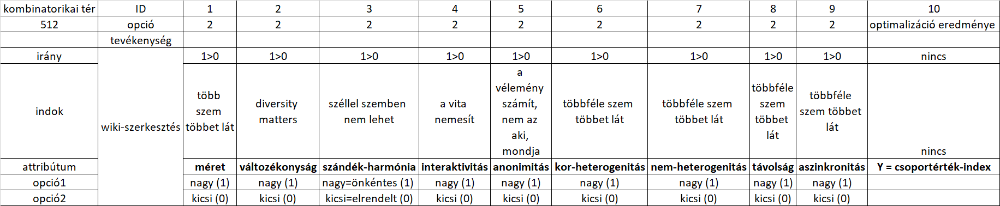 kombinatorikai tér ID 1 2 3 4 5 6 7 8 9 10
512 opció 2 2 2 2 2 2 2 2 2 optimalizáció eredménye
tevékenység
irány 1>0 1>0 1>0 1>0 1>0 1>0 1>0 1>0 1>0 nincs
indok
wiki-szerkesztés
több
szem
többet lát
diversity
matters
széllel szemben
nem lehet
a vita
nemesít
a
vélemény
számít,
nem az
aki,
mondja
többféle szem
többet lát
többféle szem
többet lát
többféle
szem
többet
lát
többféle
szem többet
lát
nincs
attribútum méret változékonyság szándék-harmónia interaktivitás anonimitás kor-heterogenitás nem-heterogenitás távolság aszinkronitás Y = csoportérték-index
opció1 nagy (1) nagy (1) nagy=önkéntes (1) nagy (1) nagy (1) nagy (1) nagy (1) nagy (1) nagy (1)
opció2 kicsi (0) kicsi (0) kicsi=elrendelt (0) kicsi (0) kicsi (0) kicsi (0) kicsi (0) kicsi (0) kicsi (0)